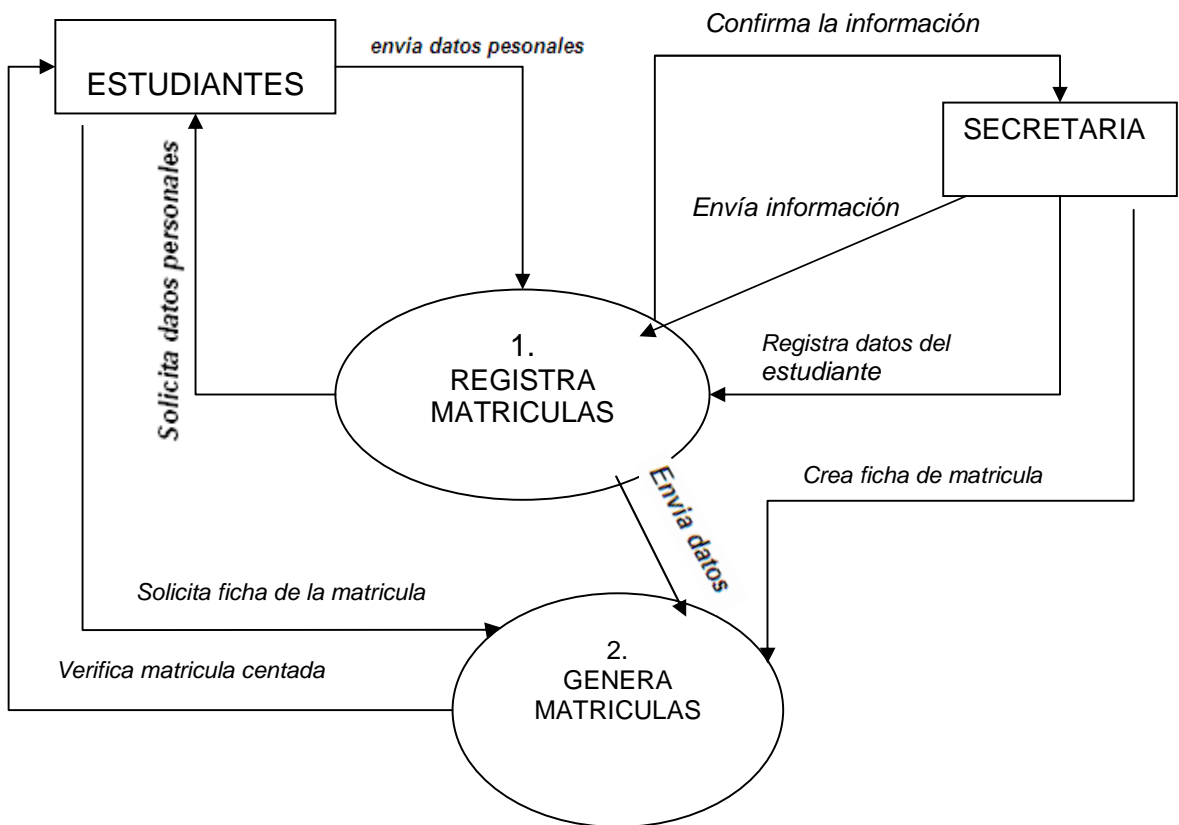 Confirma la información
envia datos pesonales
ESTUDIANTES
SECRETARIA
Solicita datos personales
Envía información
1.
REGISTRA
MATRICULAS
Registra datos del
estudiante
Envia datos
Crea ficha de matricula
Solicita ficha de la matricula
2.
GENERA
MATRICULAS
Verifica matricula centada